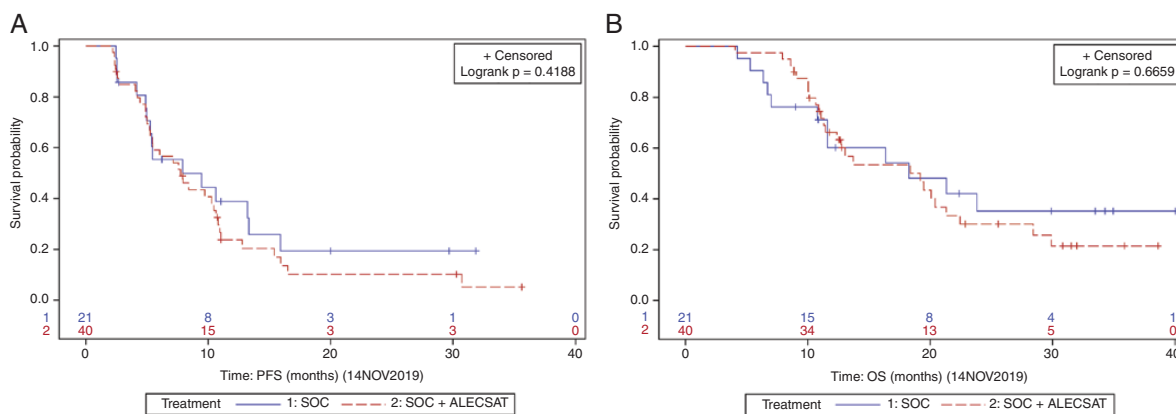 A
Survival probability
1.0
0.8
0.6
0.4
0.2
0.0
+ Censored
Logrank p = 0.4188
1 21 8 3 1 0
2 40 15 3 3 0
0 10 20 30 40
Time: PFS (months) (14NOV2019)
Treatment 1: SOC 2: SOC + ALECSAT
B
Survival probability
1.0
0.8
0.6
0.4
0.2
0.0
+ Censored
Logrank p = 0.6659
1 21 15 8 4 1
2 40 34 13 5 0
0 10 20 30 40
Time: OS (months) (14NOV2019)
Treatment 1: SOC 2: SOC + ALECSAT